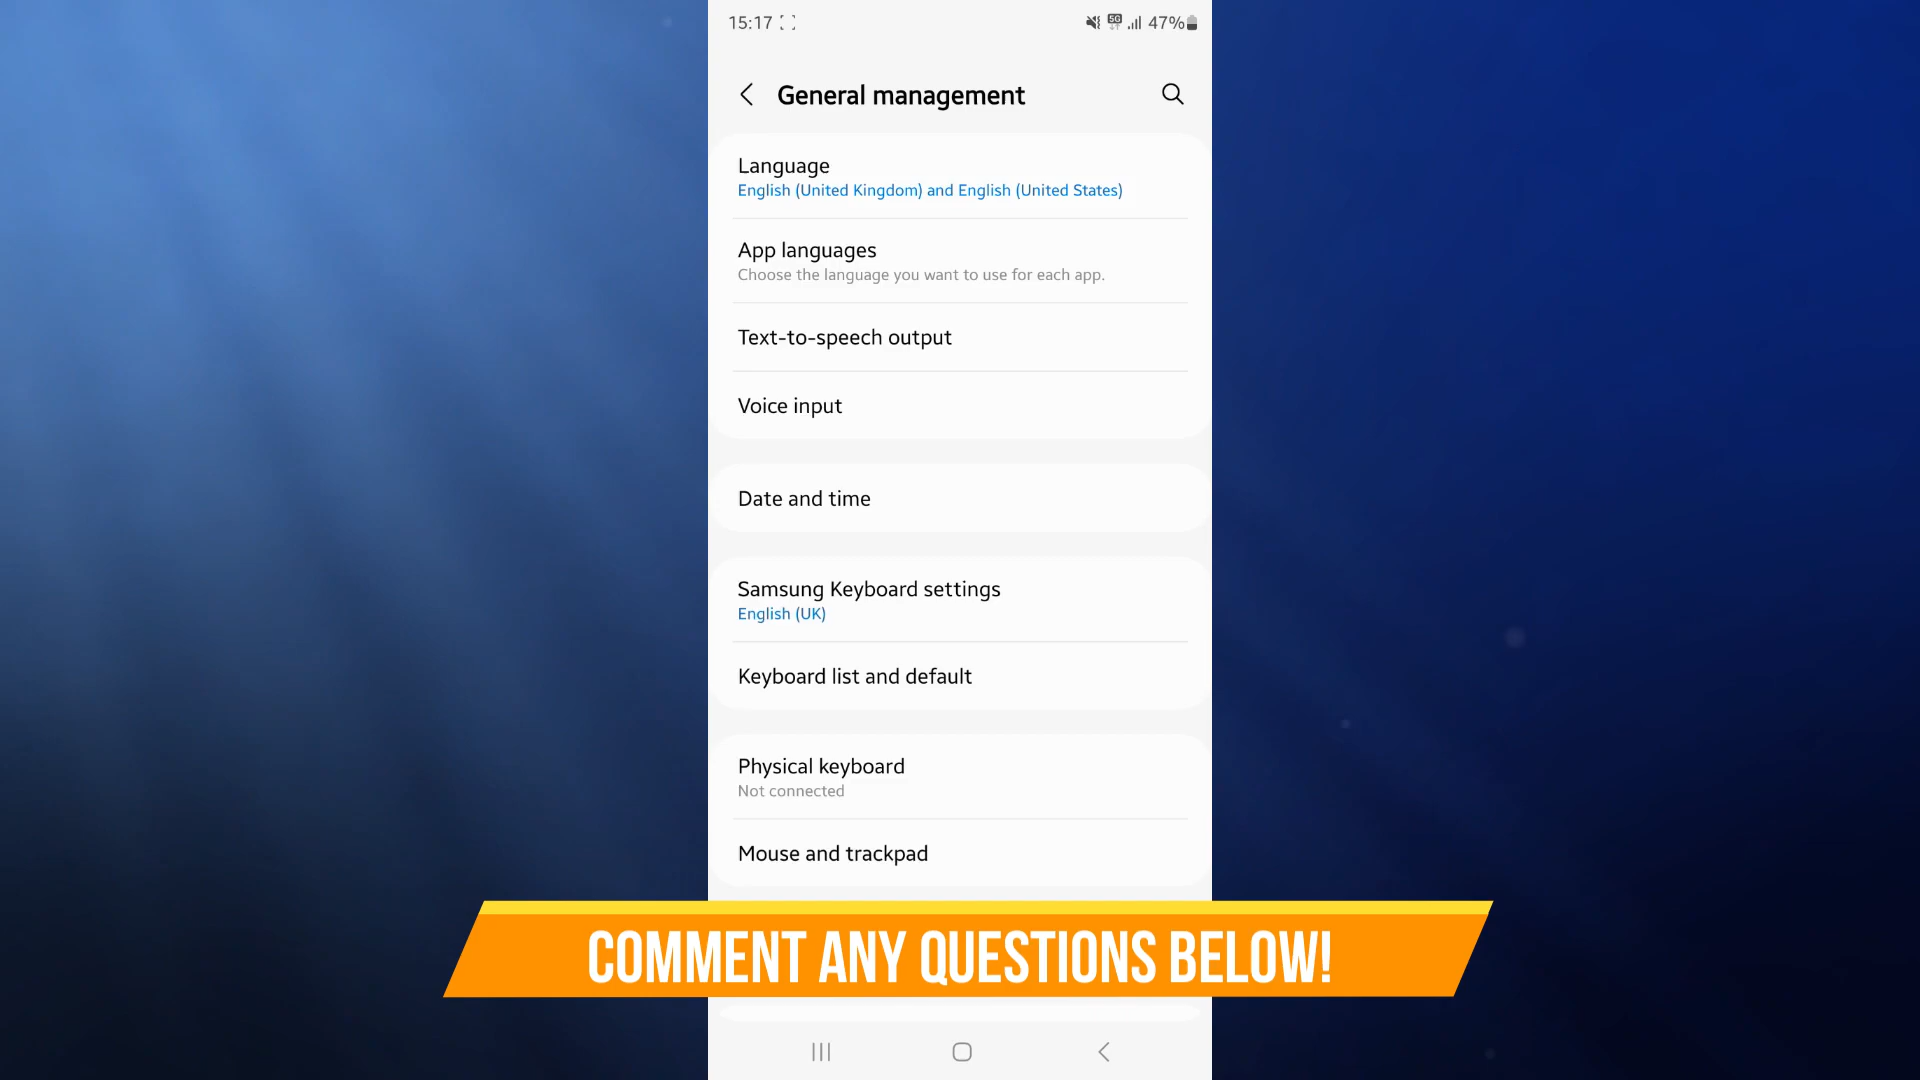 15:17
5G 47%
General management
Language
English (United Kingdom) and English (United States)
App languages
Choose the language you want to use for each app.
Text-to-speech output
Voice input
Date and time
Samsung Keyboard settings
English (UK)
Keyboard list and default
Physical keyboard
Not connected
Mouse and trackpad
COMMENT ANY QUESTIONS BELOW!